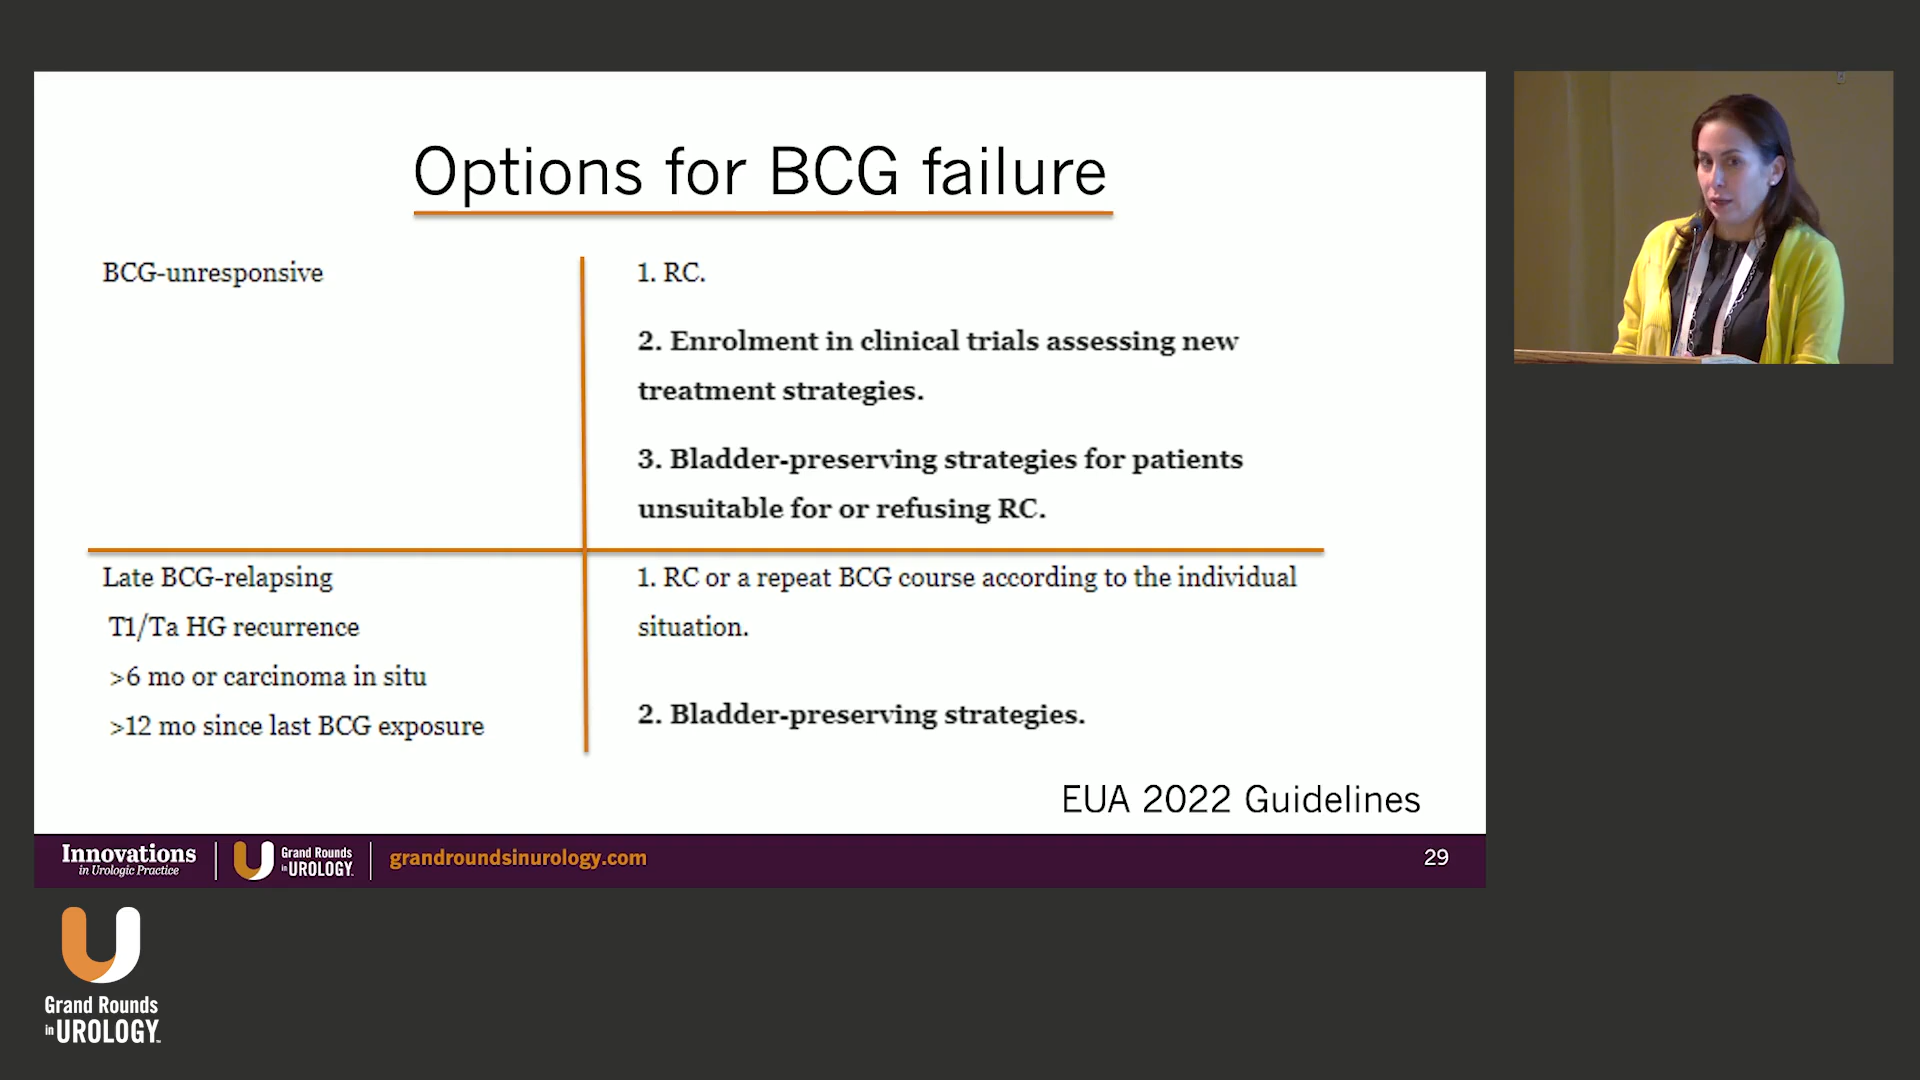 Options for BCG failure
BCG-unresponsive
1. RC.
2. Enrolment in clinical trials assessing new
treatment strategies.
3. Bladder-preserving strategies for patients
unsuitable for or refusing RC.
Late BCG-relapsing
T1/Ta HG recurrence
>6 mo or carcinoma in situ
>12 mo since last BCG exposure
1. RC or a repeat BCG course according to the individual
situation.
2. Bladder-preserving strategies.
EUA 2022 Guidelines
Innovations
in Urologic Practice
Grand Rounds
in UROLOGY
grandroundsinurology.com
29
Grand Rounds
in UROLOGY